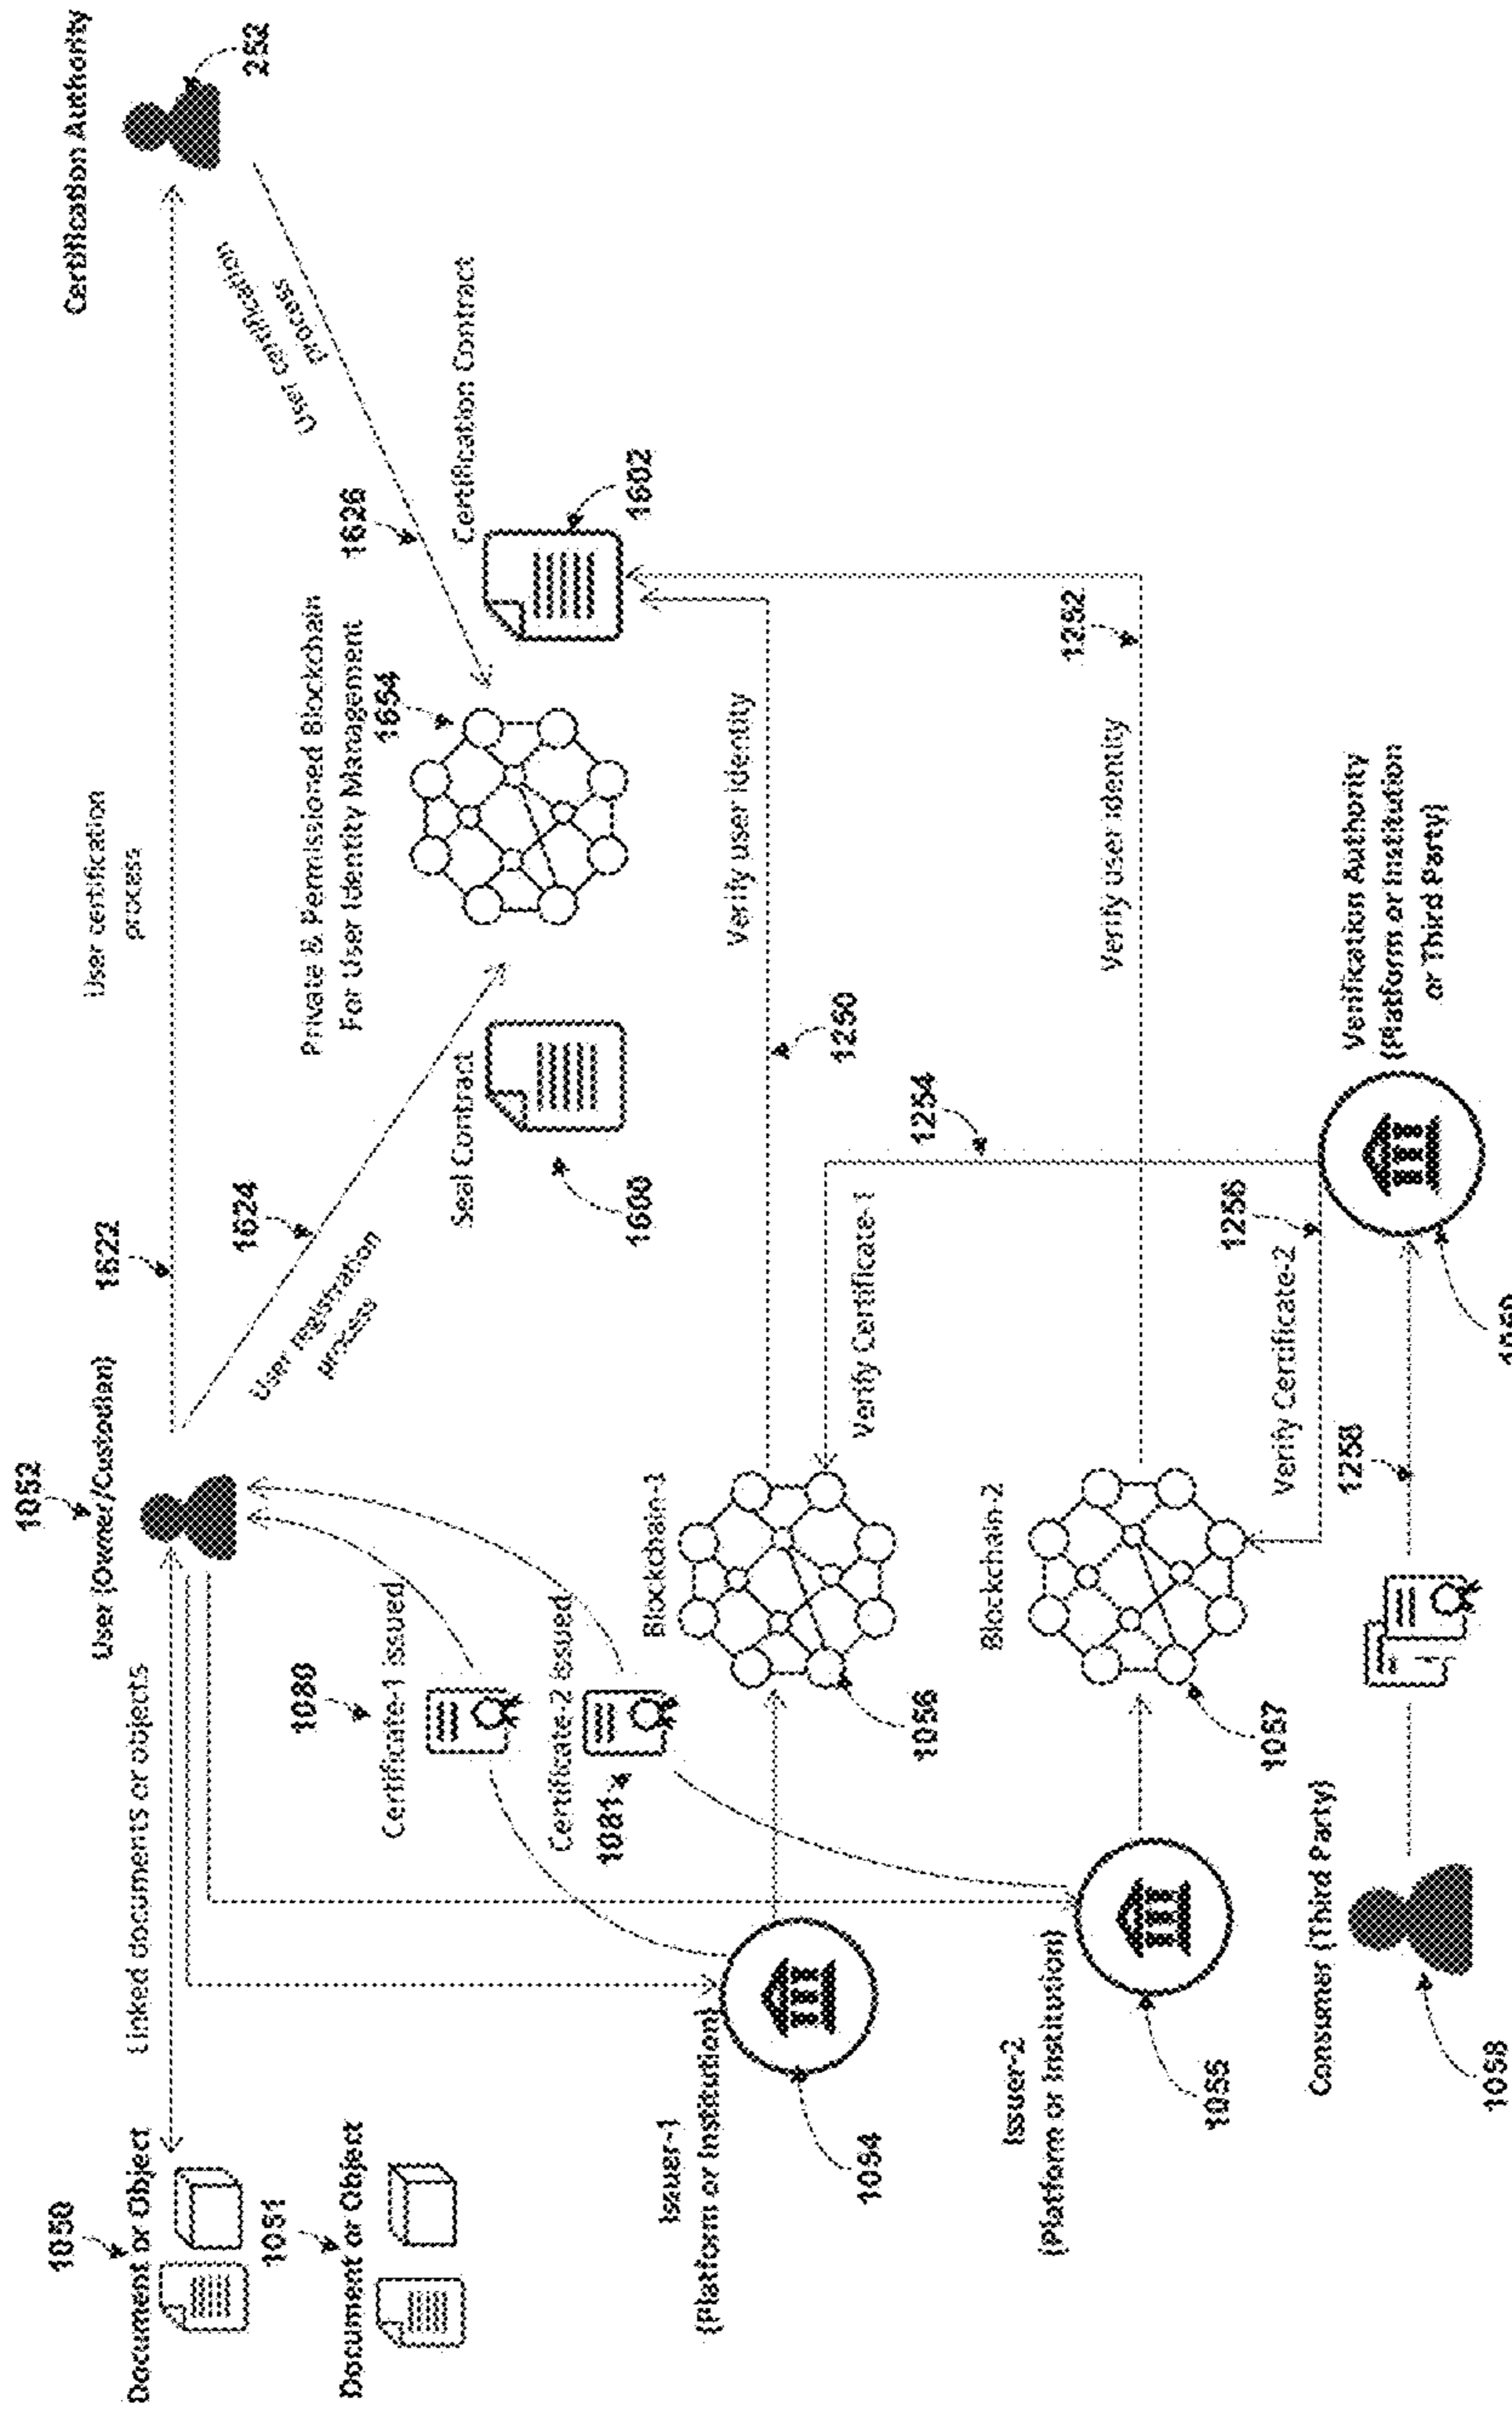 1052
User (Owner/Custodian)
Certification Authority
252
1050
Document or Object
Linked documents or objects
1622
User certification
process
1051
Document or Object
1624
User registration
process
User certification
process
1626
Private & Permissioned Blockchain
For User Identity Management
1654
1080
Certificate-1 issued
Seal Contract
1600
Certification Contract
1602
Certificate-2 issued
1081
Issuer-1
(Platform or Institution)
1054
Blockchain-1
1056
Verify user identity
1250
Verify Certificate-1
1254
Issuer-2
(Platform or Institution)
1055
Blockchain-2
1057
Verify user identity
1252
Verify Certificate-2
1256
Consumer (Third Party)
1058
1258
Verification Authority
(Platform or Institution
or Third Party)